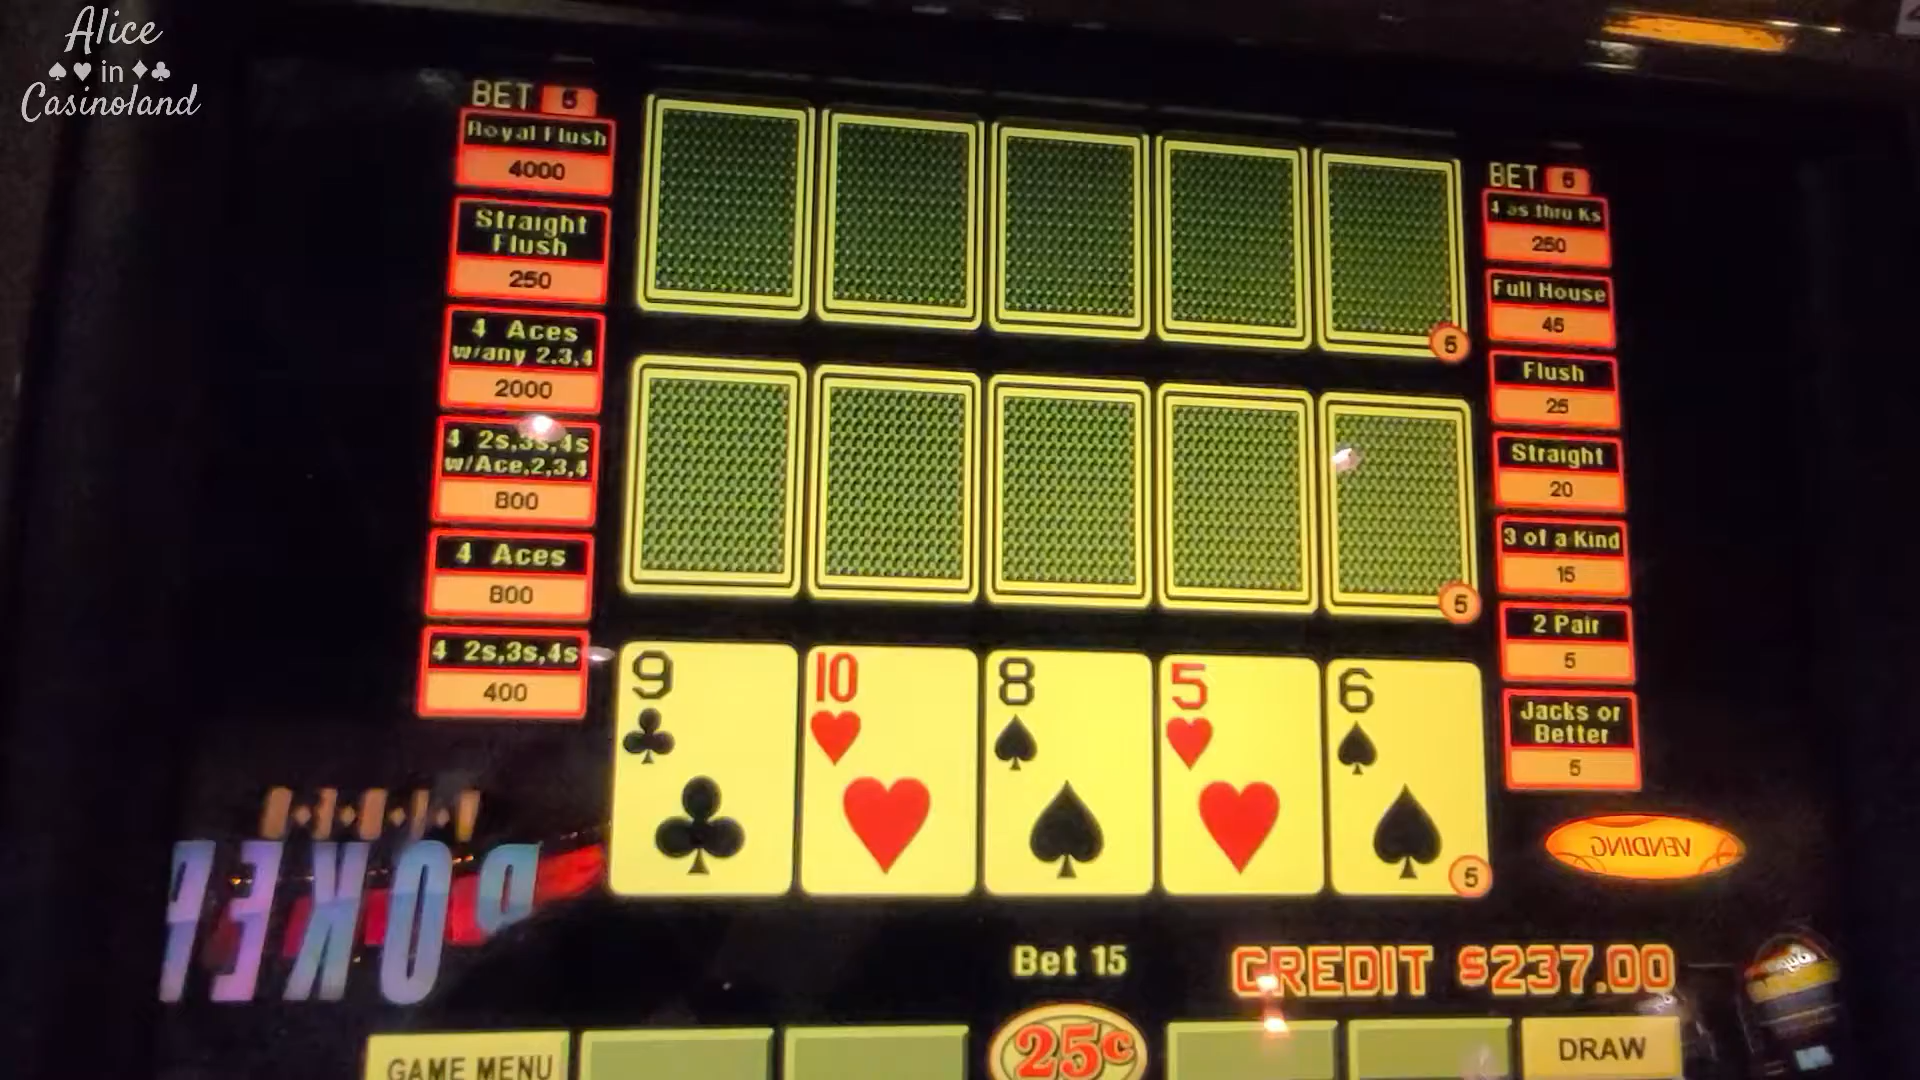 Alice
in
Casinoland
BET 5
Royal Flush
4000
Straight
Flush
250
4 Aces
w/any 2,3,4
2000
4 2s,3s,4s
w/Ace,2,3,4
800
4 Aces
800
4 2s,3s,4s
400
BET 5
4 5s thru Ks
250
Full House
45
Flush
25
Straight
20
3 of a Kind
15
2 Pair
5
Jacks or
Better
5
5
5
9
10
8
5
6
5
POKER
VENDING
Bet 15
CREDIT $237.00
GAME MENU
25¢
DRAW